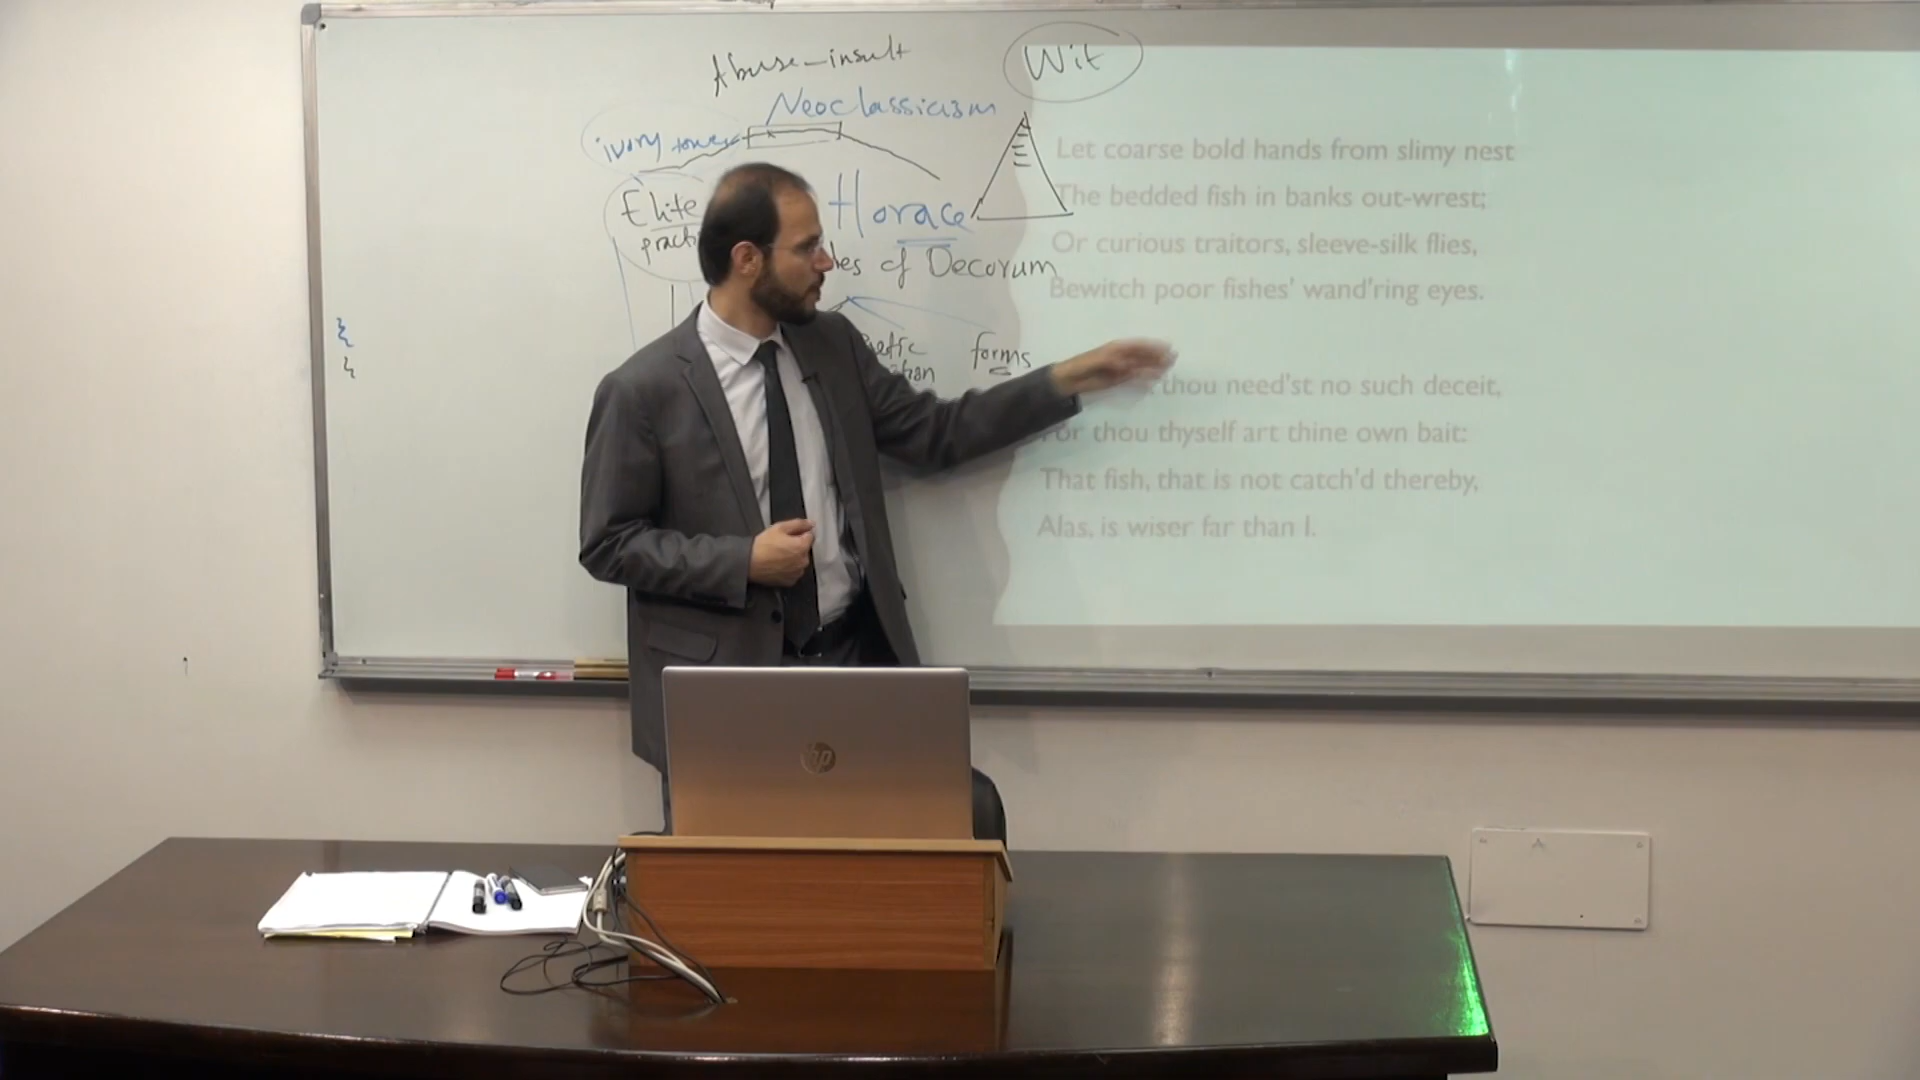 Abuse - insult
Wit
Neoclassicism
ivory tower
Elite
Horace
of Decorum
forms
Let coarse bold hands from slimy nest
The bedded fish in banks out-wrest;
Or curious traitors, sleeve-silk flies,
Bewitch poor fishes' wand'ring eyes.
thou need'st no such deceit,
For thou thyself art thine own bait:
That fish, that is not catch'd thereby,
Alas, is wiser far than I.
hp